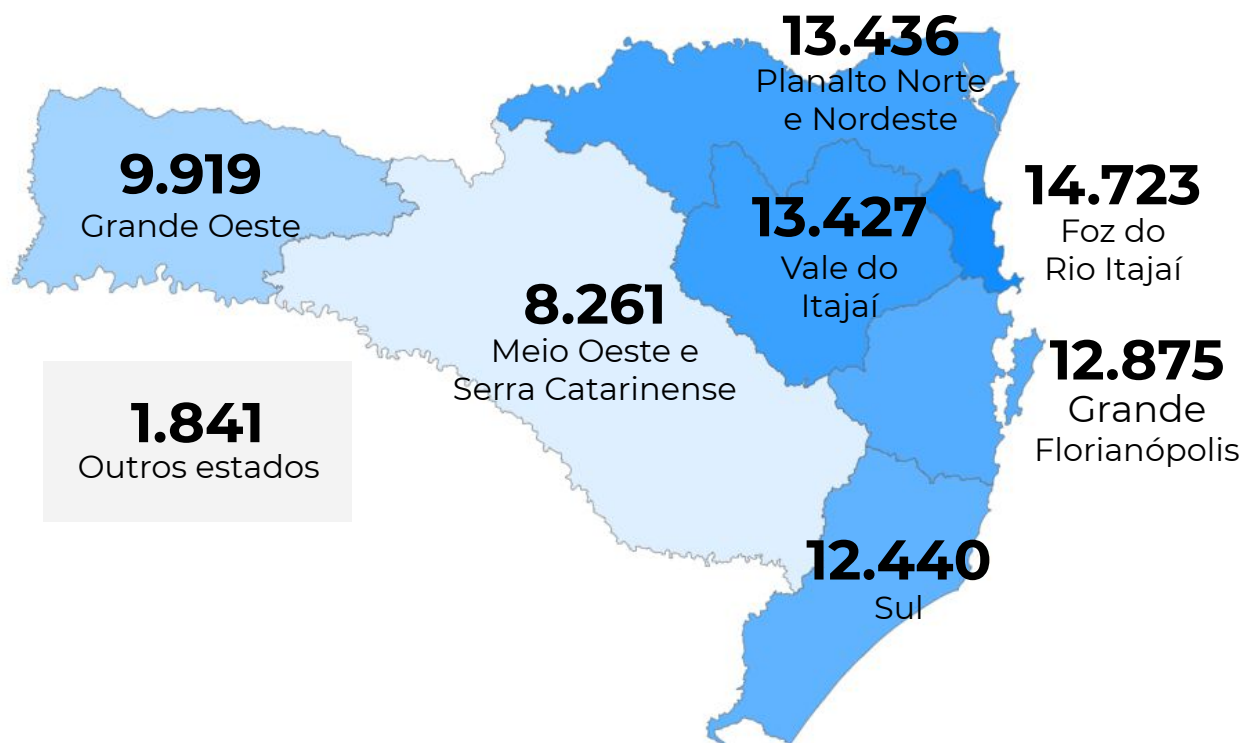 13.436
Planalto Norte
e Nordeste
9.919
Grande Oeste
13.427
Vale do
Itajaí
14.723
Foz do
Rio Itajaí
8.261
Meio Oeste e
Serra Catarinense
12.875
Grande
Florianópolis
1.841
Outros estados
12.440
Sul